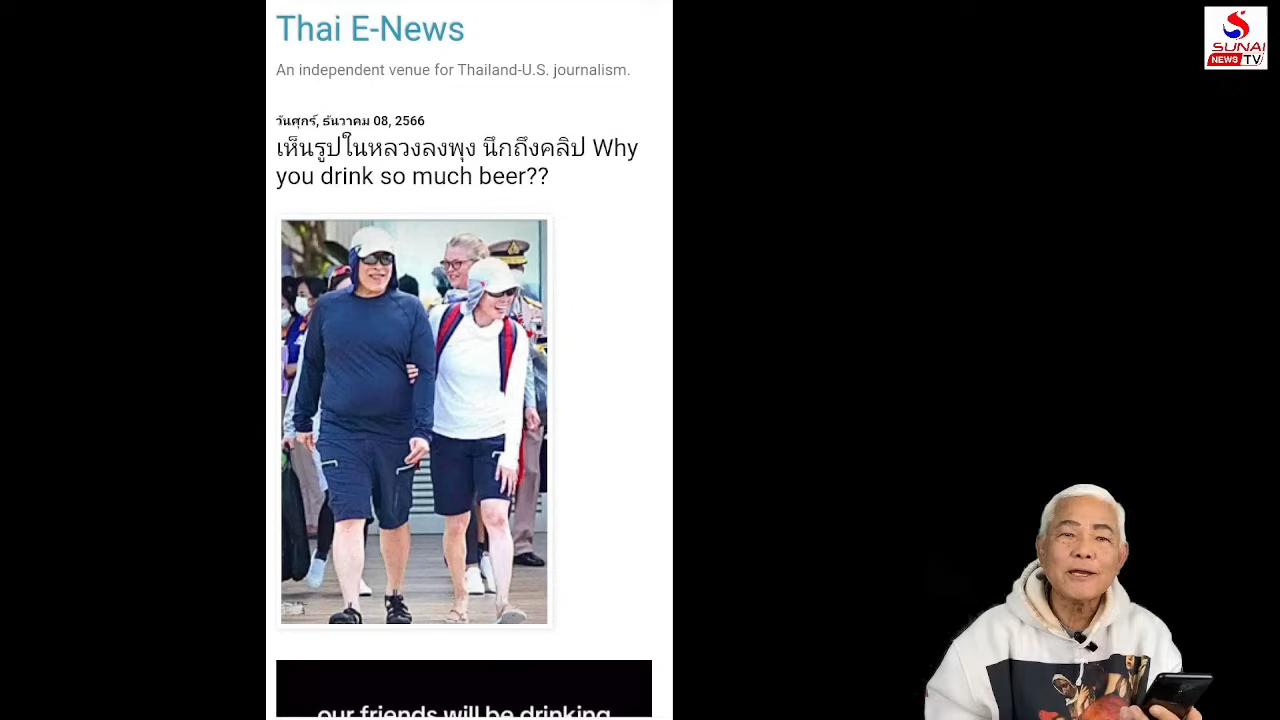 Thai E-News
An independent venue for Thailand-U.S. journalism.
วันศุกร์, ธันวาคม 08, 2566
เห็นรูปในหลวงลงพุง นึกถึงคลิป Why
you drink so much beer??
our friends will be drinking
SUNAI
NEWS TV